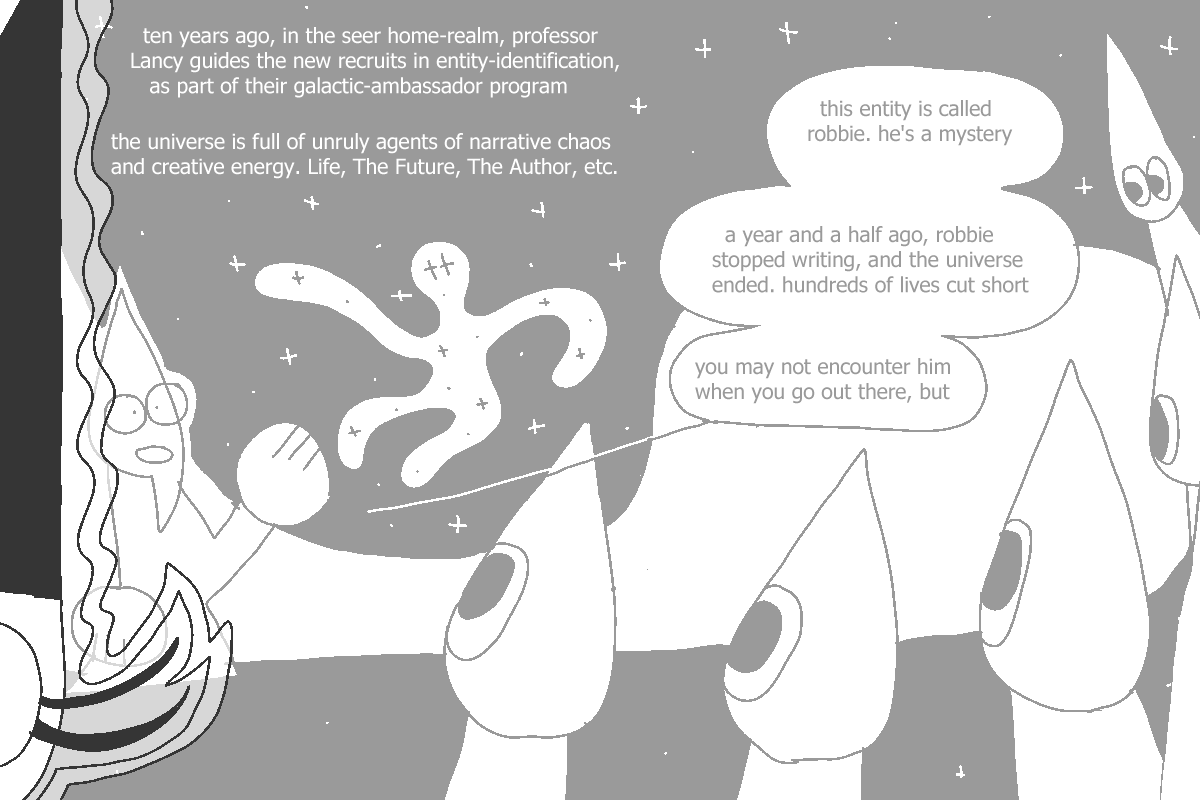 ten years ago, in the seer home-realm, professor
Lancy guides the new recruits in entity-identification,
as part of their galactic-ambassador program
the universe is full of unruly agents of narrative chaos
and creative energy. Life, The Future, The Author, etc.
this entity is called
robbie. he's a mystery
a year and a half ago, robbie
stopped writing, and the universe
ended. hundreds of lives cut short
you may not encounter him
when you go out there, but